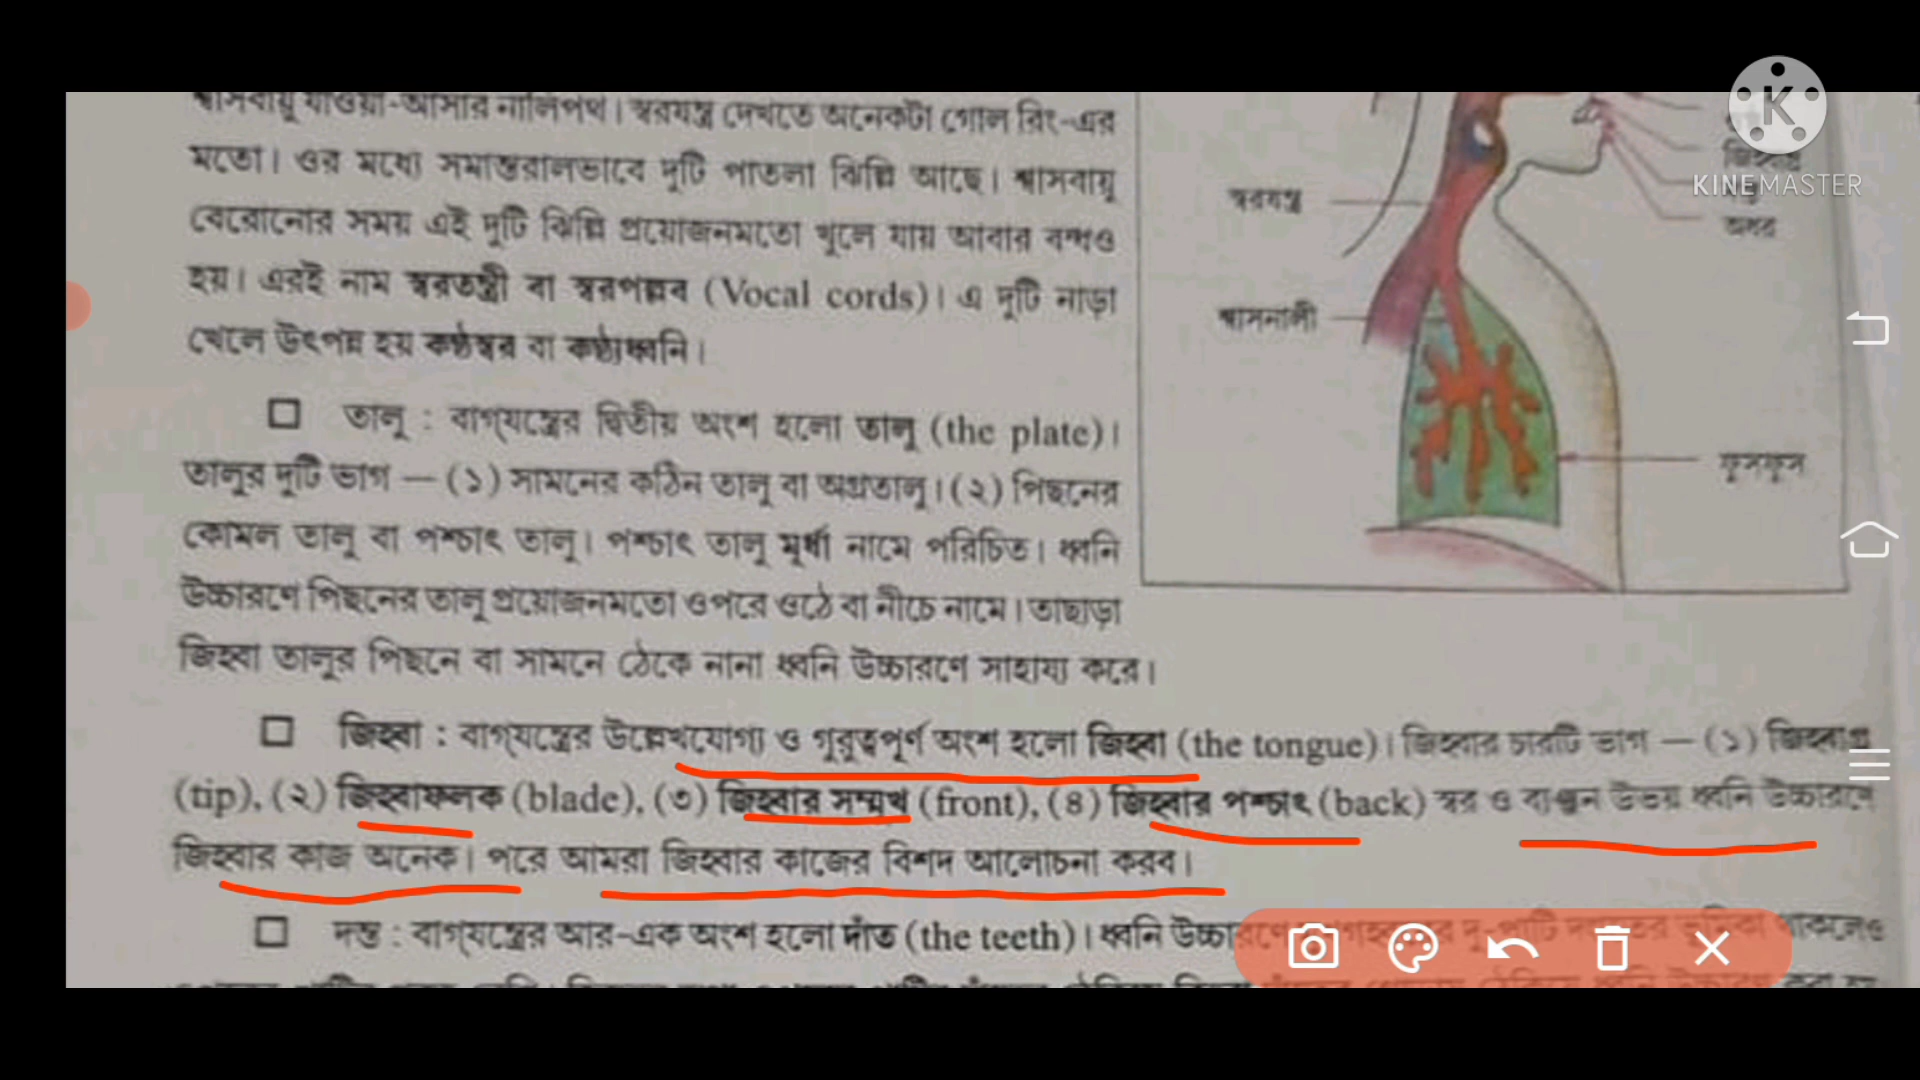 শ্বাসবায়ু যাওয়া-আসার নালিপথ। স্বরযন্ত্র দেখতে অনেকটা গোল রিং-এর
মতো। ওর মধ্যে সমান্তরালভাবে দুটি পাতলা ঝিল্লি আছে। শ্বাসবায়ু
বেরোনোর সময় এই দুটি ঝিল্লি প্রয়োজনমতো খুলে যায় আবার বন্ধও
হয়। এরই নাম স্বরতন্ত্রী বা স্বরপল্লব (Vocal cords)। এ দুটি নাড়া
খেলে উৎপন্ন হয় কণ্ঠস্বর বা কণ্ঠ্যধ্বনি।
তালু : বাগ্‌যন্ত্রের দ্বিতীয় অংশ হলো তালু (the plate)।
তালুর দুটি ভাগ — (১) সামনের কঠিন তালু বা অগ্রতালু। (২) পিছনের
কোমল তালু বা পশ্চাৎ তালু। পশ্চাৎ তালু মূর্ধা নামে পরিচিত। ধ্বনি
উচ্চারণে পিছনের তালু প্রয়োজনমতো ওপরে ওঠে বা নীচে নামে। তাছাড়া
জিহ্বা তালুর পিছনে বা সামনে ঠেকে নানা ধ্বনি উচ্চারণে সাহায্য করে।
জিহ্বা : বাগ্‌যন্ত্রের উল্লেখযোগ্য ও গুরুত্বপূর্ণ অংশ হলো জিহ্বা (the tongue)। জিহ্বার চারটি ভাগ — (১) জিহ্বাগ্র
(tip), (২) জিহ্বাফলক (blade), (৩) জিহ্বার সম্মুখ (front), (৪) জিহ্বার পশ্চাৎ (back) স্বর ও ব্যঞ্জন উভয় ধ্বনি উচ্চারণে
জিহ্বার কাজ অনেক। পরে আমরা জিহ্বার কাজের বিশদ আলোচনা করব।
দন্ত : বাগ্‌যন্ত্রের আর-এক অংশ হলো দাঁত (the teeth)। ধ্বনি উচ্চারণে
জিহ্বাগ্র
অধর
স্বরযন্ত্র
শ্বাসনালী
ফুসফুস
K
KINEMASTER